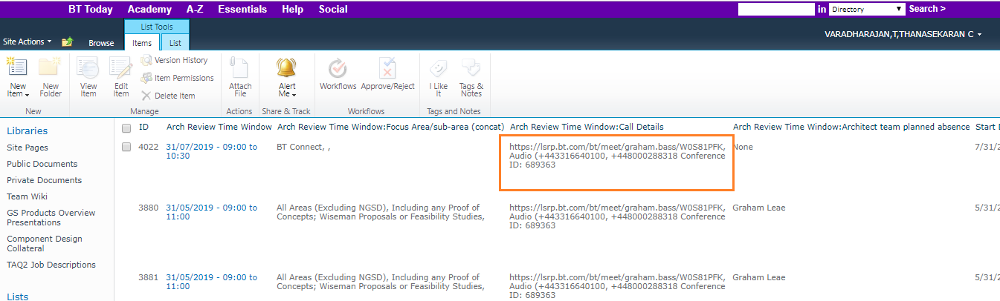 BT Today Academy A-Z Essentials Help Social in Directory Search >
List Tools
Site Actions Browse Items List VARADHARAJAN,T,THANASEKARAN C
New Item New Folder View Item Edit Item Version History Item Permissions Delete Item Attach File Alert Me Workflows Approve/Reject I Like It Tags & Notes
New Manage Actions Share & Track Workflows Tags and Notes
Libraries
Site Pages
Public Documents
Private Documents
Team Wiki
GS Products Overview
Presentations
Component Design
Collateral
TAQ2 Job Descriptions
Lists
ID Arch Review Time Window Arch Review Time Window:Focus Area/sub-area (concat) Arch Review Time Window:Call Details Arch Review Time Window:Architect team planned absence Start
4022 31/07/2019 - 09:00 to BT Connect, , https://lsrp.bt.com/bt/meet/graham.bass/W0S81PFK, None 7/31/2
10:30 Audio (+443316640100, +448000288318 Conference
ID: 689363
3880 31/05/2019 - 09:00 to All Areas (Excluding NGSD), Including any Proof of https://lsrp.bt.com/bt/meet/graham.bass/W0S81PFK, Graham Leae 5/31/2
11:00 Concepts; Wiseman Proposals or Feasibility Studies, Audio (+443316640100, +448000288318 Conference
ID: 689363
3881 31/05/2019 - 09:00 to All Areas (Excluding NGSD), Including any Proof of https://lsrp.bt.com/bt/meet/graham.bass/W0S81PFK, Graham Leae 5/31/2
11:00 Concepts; Wiseman Proposals or Feasibility Studies, Audio (+443316640100, +448000288318 Conference